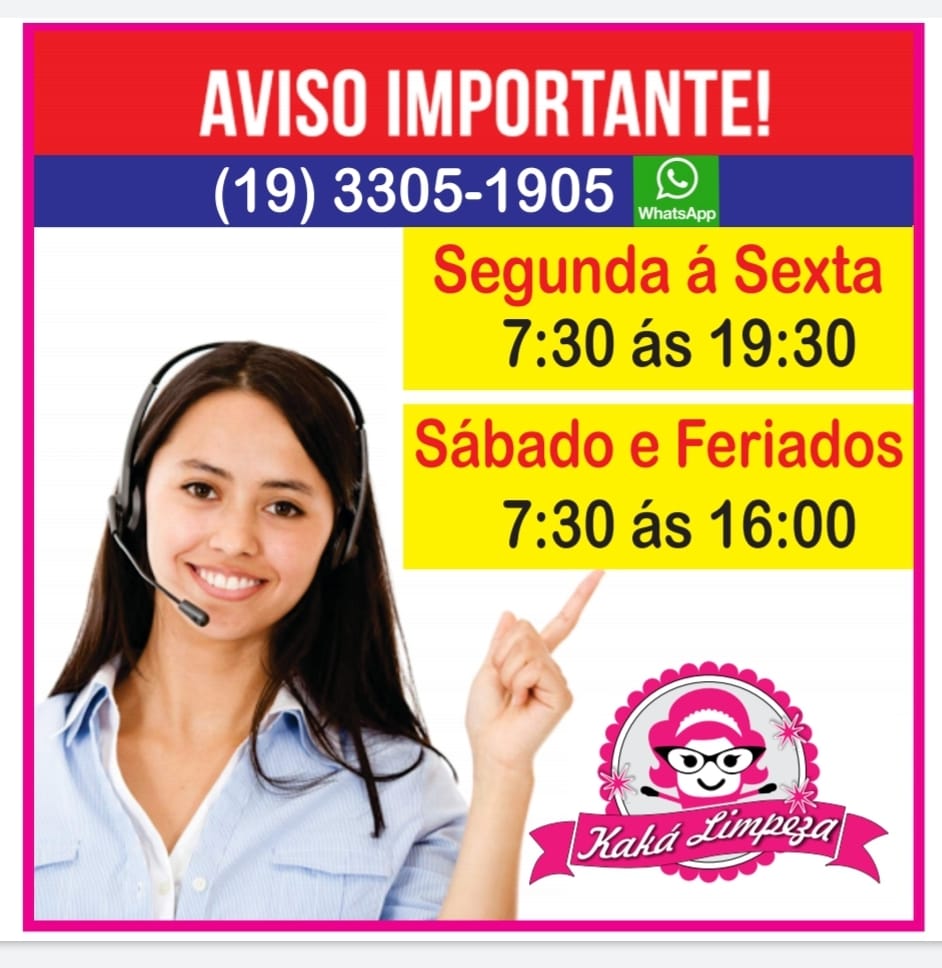 AVISO IMPORTANTE!
(19) 3305-1905
WhatsApp
Segunda á Sexta
7:30 ás 19:30
Sábado e Feriados
7:30 ás 16:00
Kaká Limpeza